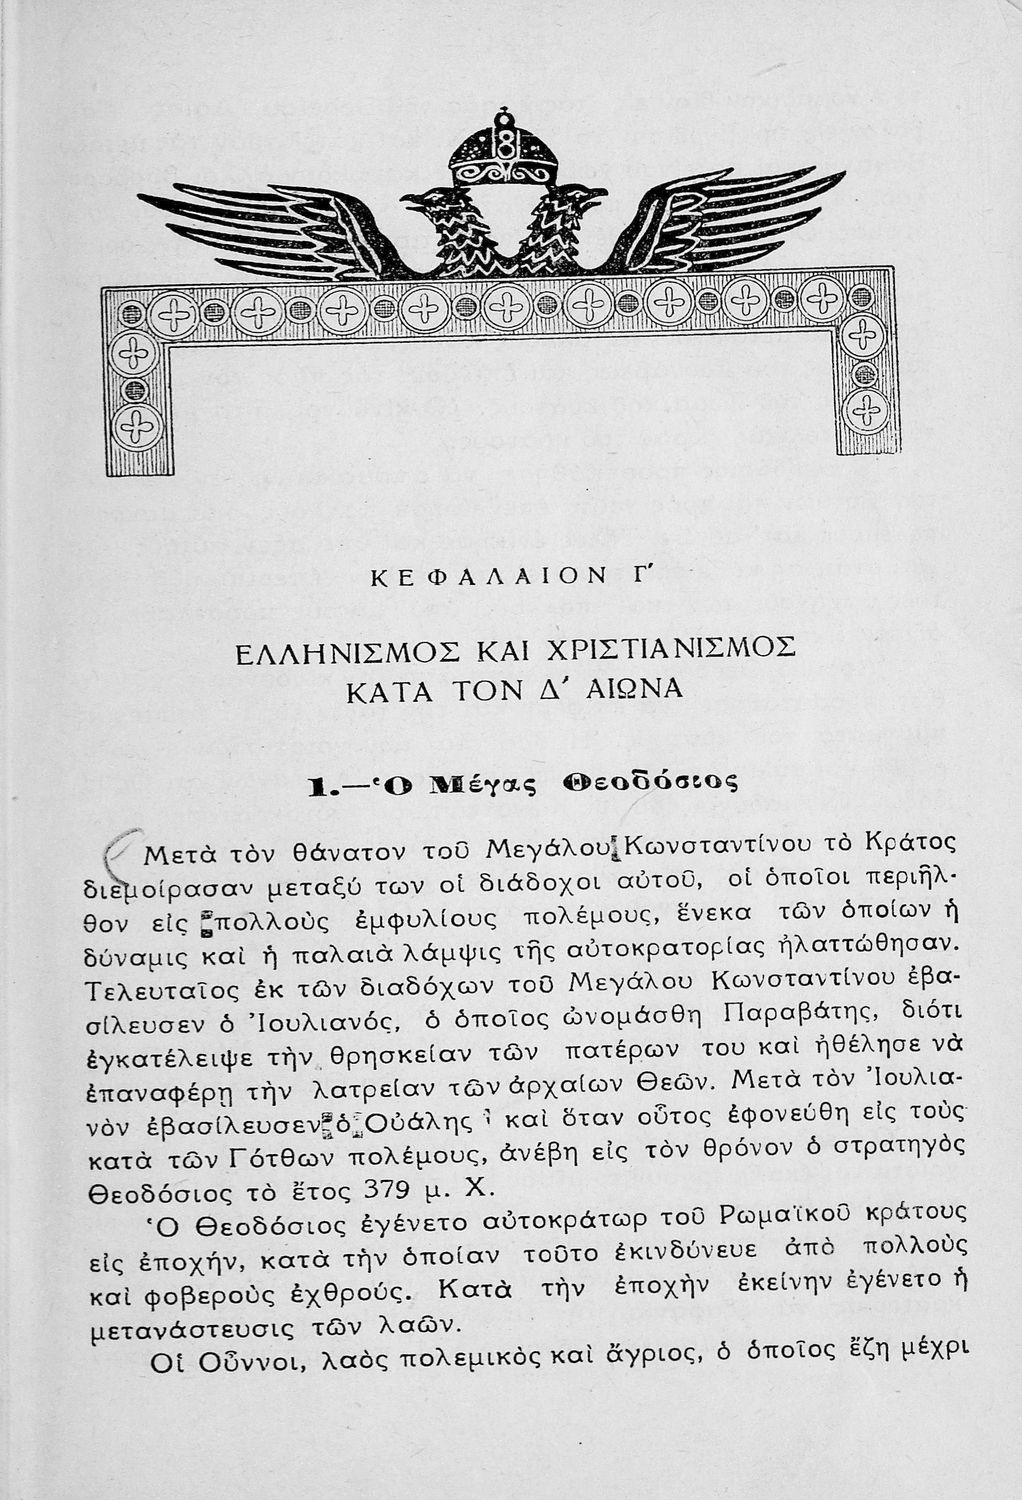 ΚΕΦΑΛΑΙΟΝ Γ΄
ΕΛΛΗΝΙΣΜΟΣ ΚΑΙ ΧΡΙΣΤΙΑΝΙΣΜΟΣ
ΚΑΤΑ ΤΟΝ Δ΄ ΑΙΩΝΑ
1.—Ὁ Μέγας Θεοδόσιος
Μετὰ τὸν θάνατον τοῦ Μεγάλου Κωνσταντίνου τὸ Κράτος
διεμοίρασαν μεταξύ των οἱ διάδοχοι αὐτοῦ, οἱ ὁποῖοι περιῆλ-
θον εἰς πολλοὺς ἐμφυλίους πολέμους, ἕνεκα τῶν ὁποίων ἡ
δύναμις καὶ ἡ παλαιὰ λάμψις τῆς αὐτοκρατορίας ἠλαττώθησαν.
Τελευταῖος ἐκ τῶν διαδόχων τοῦ Μεγάλου Κωνσταντίνου ἐβα-
σίλευσεν ὁ Ἰουλιανός, ὁ ὁποῖος ὠνομάσθη Παραβάτης, διότι
ἐγκατέλειψε τὴν θρησκείαν τῶν πατέρων του καὶ ἠθέλησε νὰ
ἐπαναφέρῃ τὴν λατρείαν τῶν ἀρχαίων Θεῶν. Μετὰ τὸν Ἰουλια-
νὸν ἐβασίλευσεν ὁ Οὐάλης · καὶ ὅταν οὗτος ἐφονεύθη εἰς τοὺς
κατὰ τῶν Γότθων πολέμους, ἀνέβη εἰς τὸν θρόνον ὁ στρατηγὸς
Θεοδόσιος τὸ ἔτος 379 μ. Χ.
Ὁ Θεοδόσιος ἐγένετο αὐτοκράτωρ τοῦ Ρωμαϊκοῦ κράτους
εἰς ἐποχήν, κατὰ τὴν ὁποίαν τοῦτο ἐκινδύνευε ἀπὸ πολλοὺς
καὶ φοβεροὺς ἐχθρούς. Κατὰ τὴν ἐποχὴν ἐκείνην ἐγένετο ἡ
μετανάστευσις τῶν λαῶν.
Οἱ Οὗννοι, λαὸς πολεμικὸς καὶ ἄγριος, ὁ ὁποῖος ἔζη μέχρι